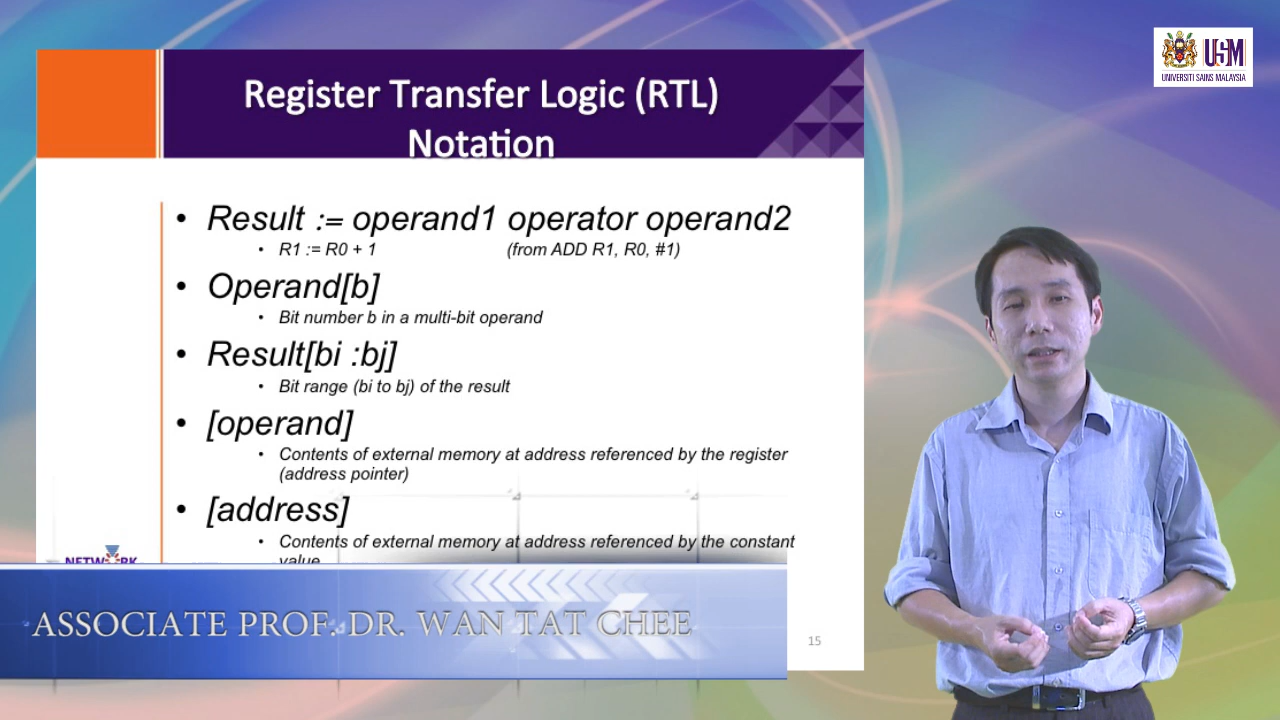 USM
UNIVERSITI SAINS MALAYSIA
Register Transfer Logic (RTL)
Notation
• Result := operand1 operator operand2
• R1 := R0 + 1 (from ADD R1, R0, #1)
• Operand[b]
• Bit number b in a multi-bit operand
• Result[bi :bj]
• Bit range (bi to bj) of the result
• [operand]
• Contents of external memory at address referenced by the register
(address pointer)
• [address]
• Contents of external memory at address referenced by the constant
value
NETWORK
ASSOCIATE PROF. DR. WAN TAT CHEE
15